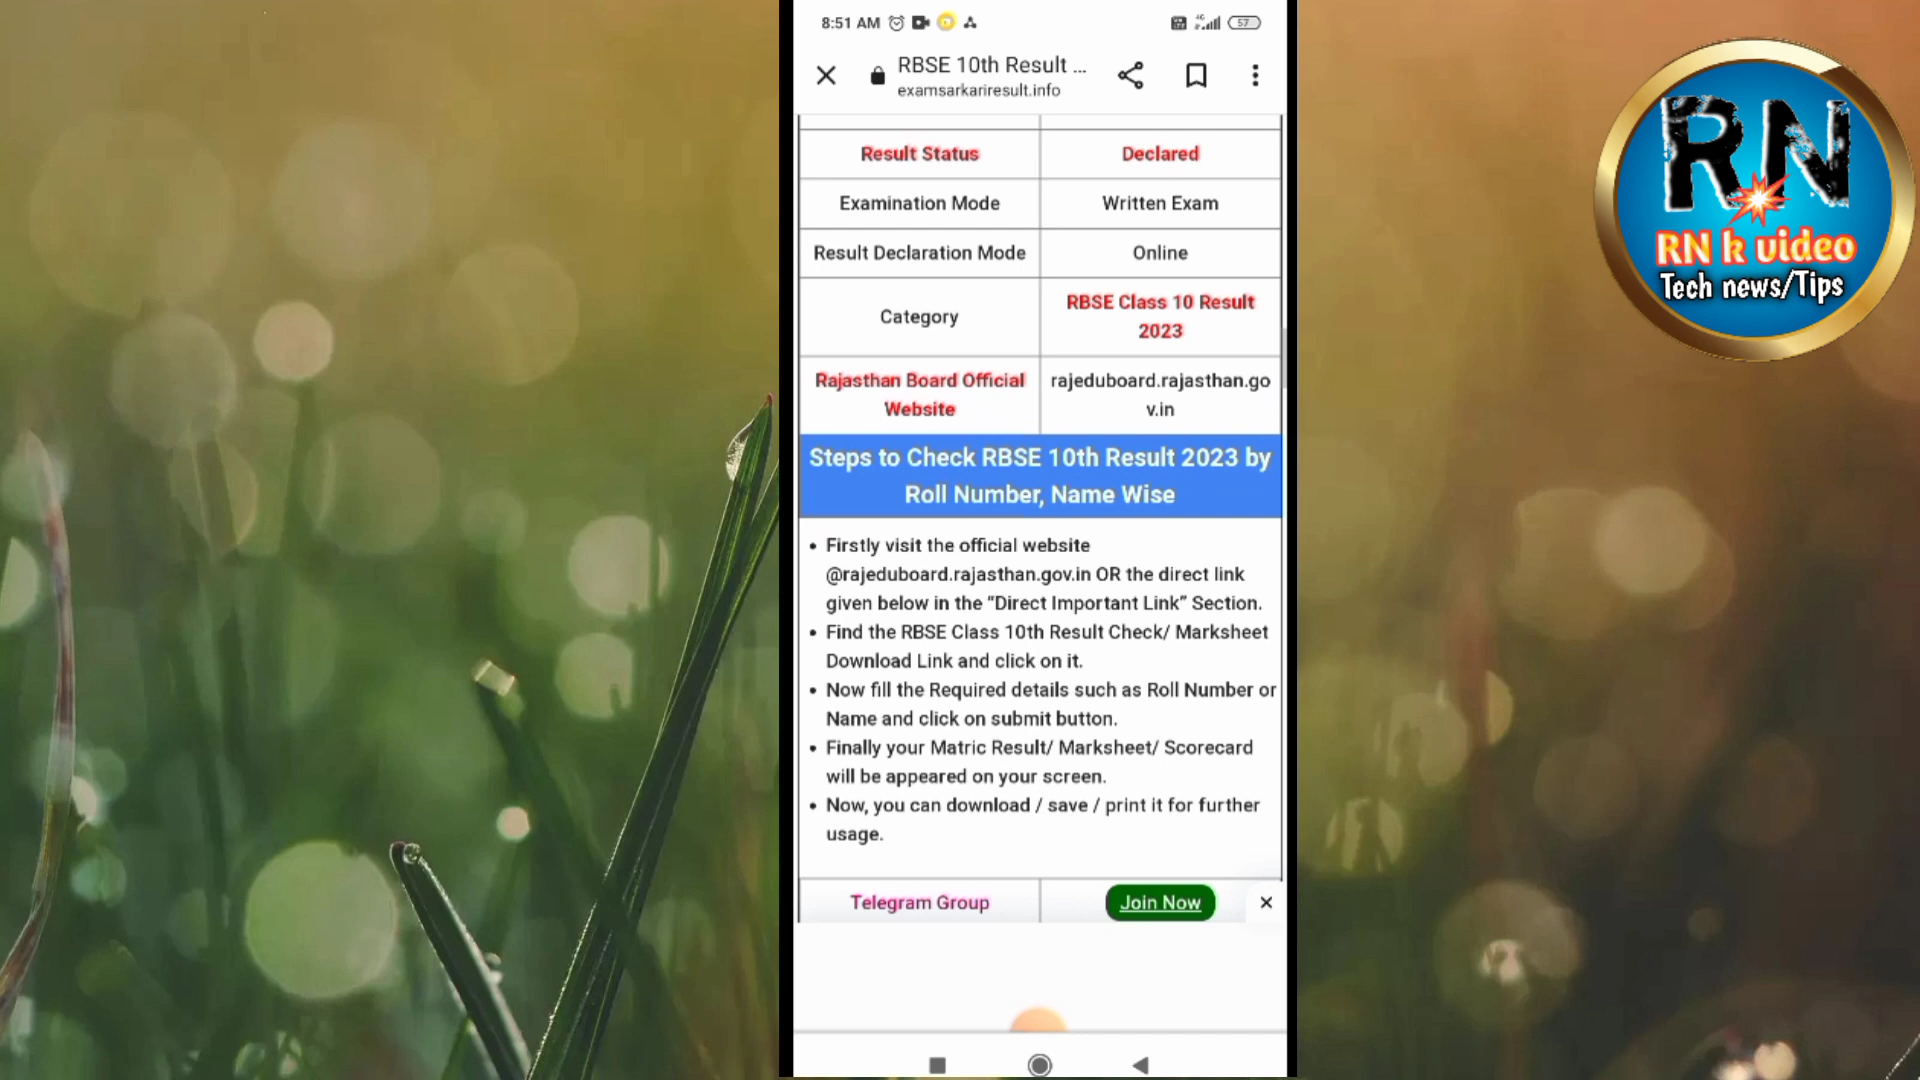 8:51 AM
4G
57
RBSE 10th Result ...
examsarkariresult.info
Result Status
Declared
Examination Mode
Written Exam
Result Declaration Mode
Online
Category
RBSE Class 10 Result
2023
Rajasthan Board Official
Website
rajeduboard.rajasthan.go
v.in
Steps to Check RBSE 10th Result 2023 by
Roll Number, Name Wise
• Firstly visit the official website
@rajeduboard.rajasthan.gov.in OR the direct link
given below in the “Direct Important Link” Section.
• Find the RBSE Class 10th Result Check/ Marksheet
Download Link and click on it.
• Now fill the Required details such as Roll Number or
Name and click on submit button.
• Finally your Matric Result/ Marksheet/ Scorecard
will be appeared on your screen.
• Now, you can download / save / print it for further
usage.
Telegram Group
Join Now
RN
RN k video
Tech news/Tips